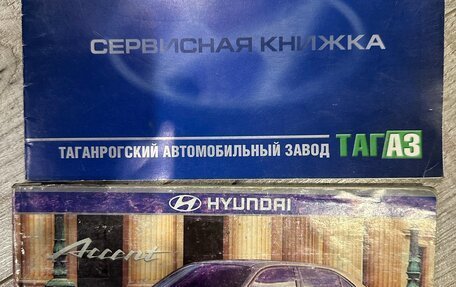 СЕРВИСНАЯ КНИЖКА
ТАГАНРОГСКИЙ АВТОМОБИЛЬНЫЙ ЗАВОД ТАГАЗ
HYUNDAI
Accent